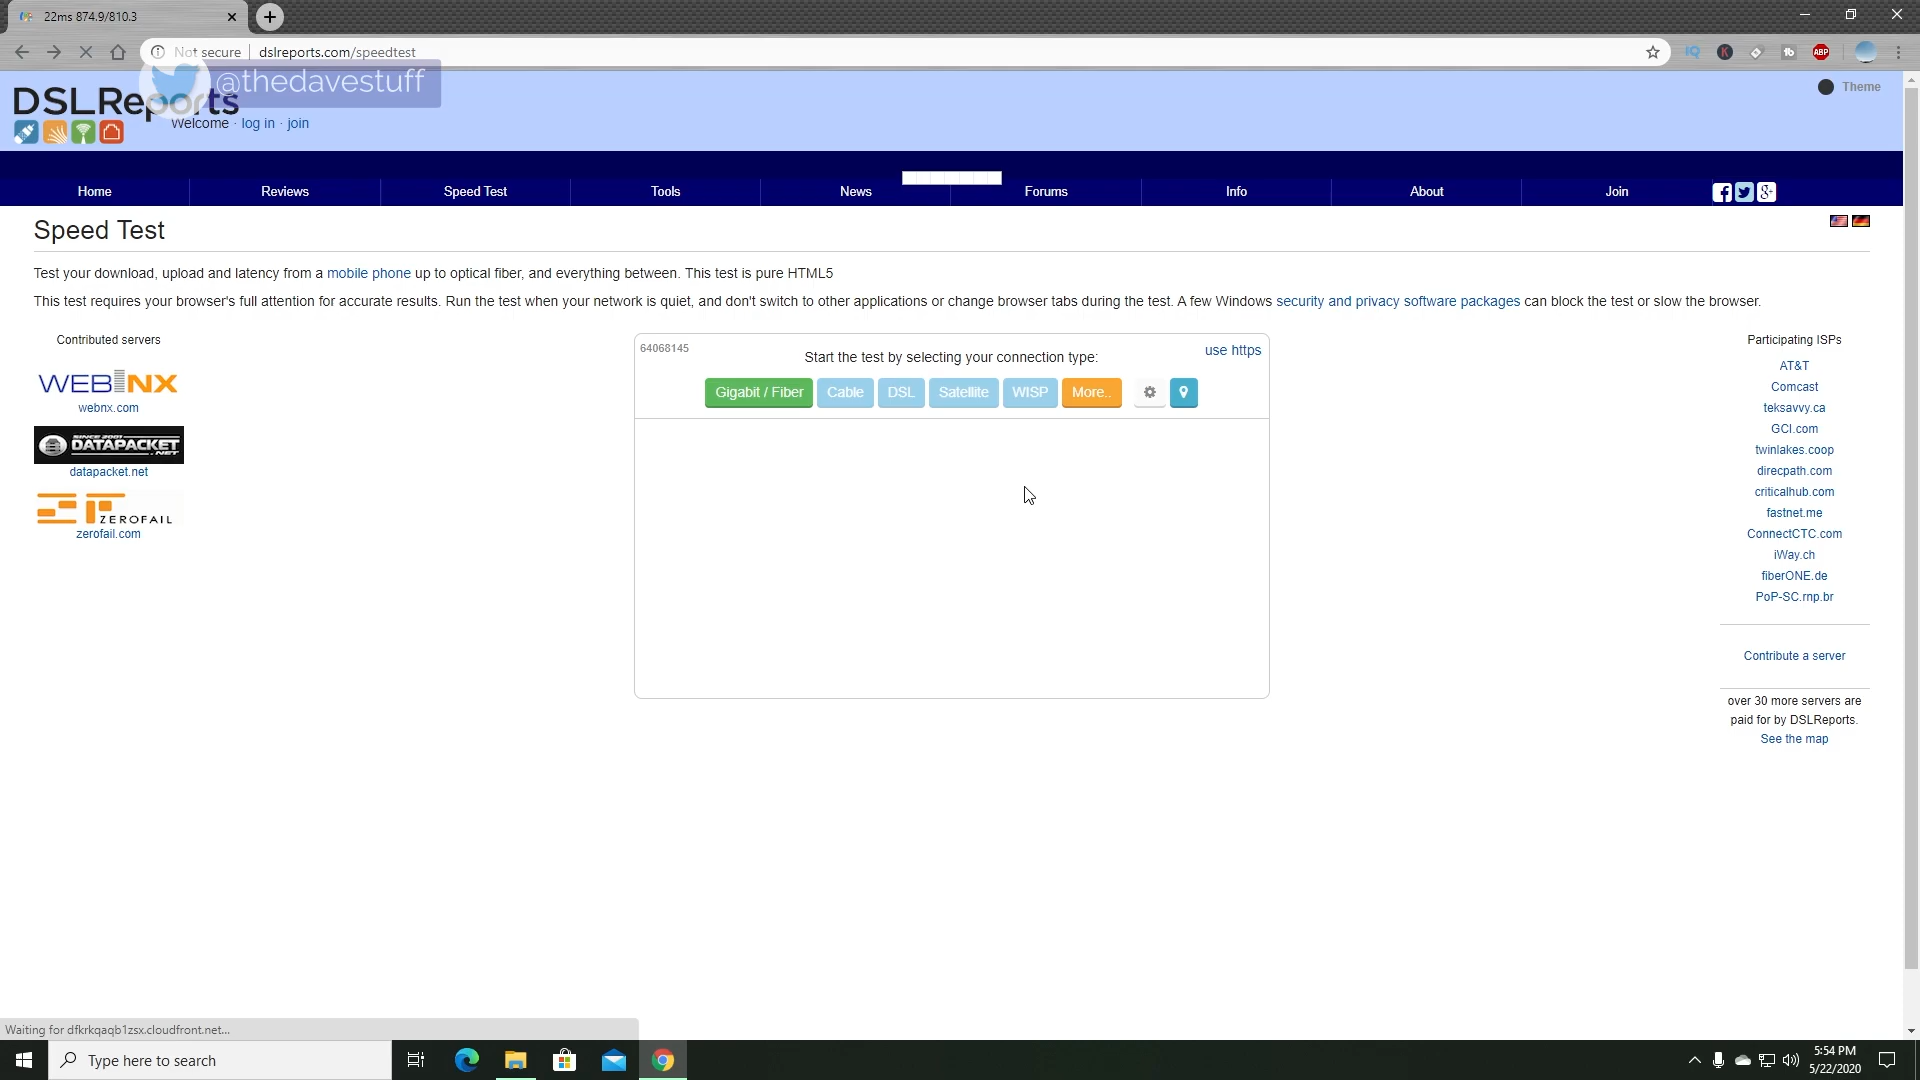 22ms 874.9/810.3
Not secure
dslreports.com/speedtest
@thedavestuff
DSLReports
Theme
Welcome · log in · join
Home
Reviews
Speed Test
Tools
News
Forums
Info
About
Join
Speed Test
Test your download, upload and latency from a mobile phone up to optical fiber, and everything between. This test is pure HTML5
This test requires your browser's full attention for accurate results. Run the test when your network is quiet, and don't switch to other applications or change browser tabs during the test. A few Windows security and privacy software packages can block the test or slow the browser.
Contributed servers
WEBNX
webnx.com
SINCE 2001
DATAPACKET.NET
datapacket.net
ZEROFAIL
zerofail.com
64068145
Start the test by selecting your connection type:
use https
Gigabit / Fiber
Cable
DSL
Satellite
WISP
More..
Participating ISPs
AT&T
Comcast
teksavvy.ca
GCI.com
twinlakes.coop
direcpath.com
criticalhub.com
fastnet.me
ConnectCTC.com
iWay.ch
fiberONE.de
PoP-SC.rnp.br
Contribute a server
over 30 more servers are
paid for by DSLReports.
See the map
Waiting for dfkrkqaqb1zsx.cloudfront.net...
Type here to search
5:54 PM
5/22/2020
IQ
K
tb
ABP